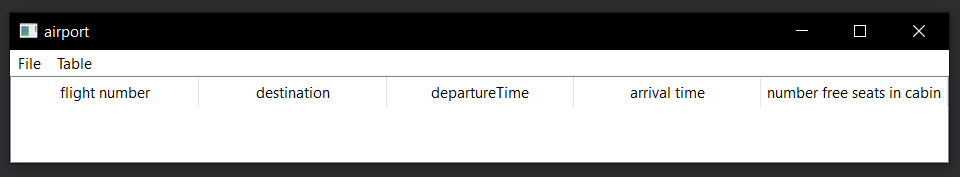 airport
File Table
flight number destination departureTime arrival time number free seats in cabin